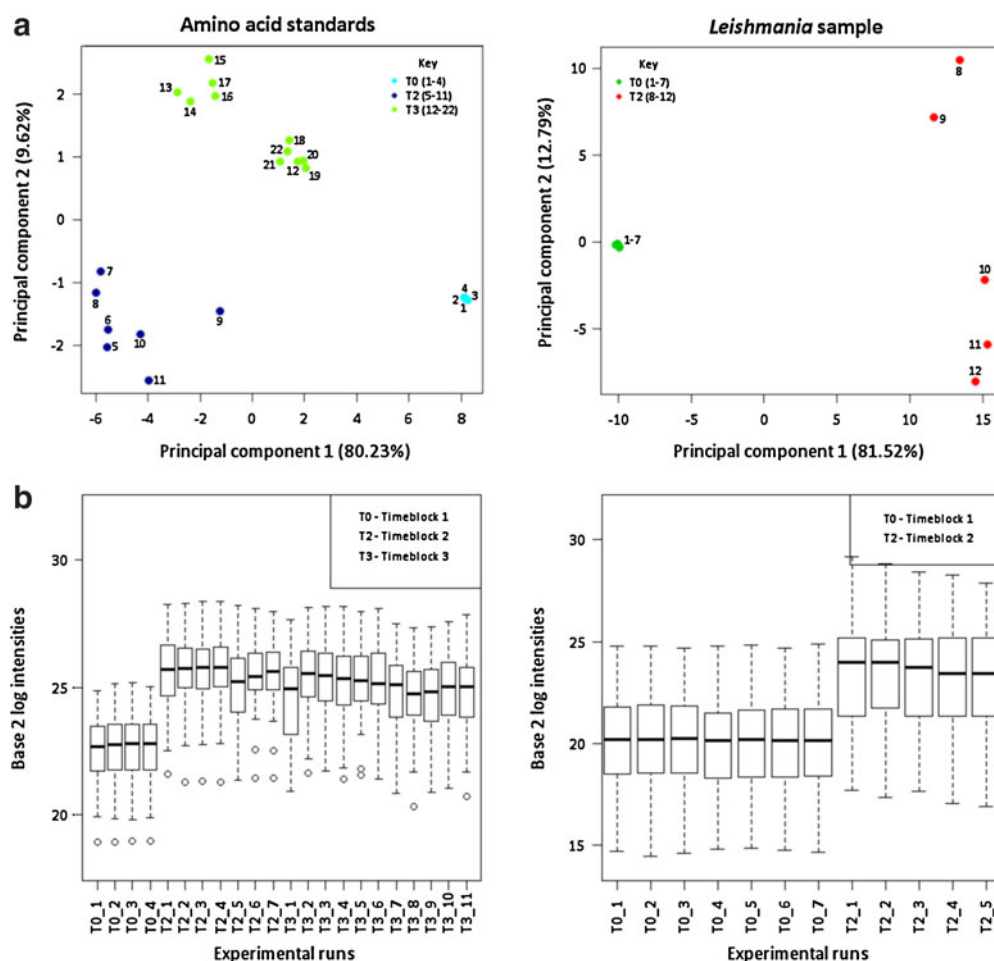 a
Amino acid standards
Key
T0 (1-4)
T2 (5-11)
T3 (12-22)
Principal component 2 (9.62%)
2
1
0
-1
-2
15
13
17
14
16
18
22
20
21
12
19
7
8
6
5
10
9
11
4
2
3
1
-6
-4
-2
0
2
4
6
8
Principal component 1 (80.23%)
Leishmania sample
Key
T0 (1-7)
T2 (8-12)
Principal component 2 (12.79%)
10
5
0
-5
8
9
1-7
10
11
12
-10
-5
0
5
10
15
Principal component 1 (81.52%)
b
T0 - Timeblock 1
T2 - Timeblock 2
T3 - Timeblock 3
Base 2 log intensities
30
25
20
T0_1
T0_2
T0_3
T0_4
T2_1
T2_2
T2_3
T2_4
T2_5
T2_6
T2_7
T3_1
T3_2
T3_3
T3_4
T3_5
T3_6
T3_7
T3_8
T3_9
T3_10
T3_11
Experimental runs
T0 - Timeblock 1
T2 - Timeblock 2
Base 2 log intensities
30
25
20
15
T0_1
T0_2
T0_3
T0_4
T0_5
T0_6
T0_7
T2_1
T2_2
T2_3
T2_4
T2_5
Experimental runs